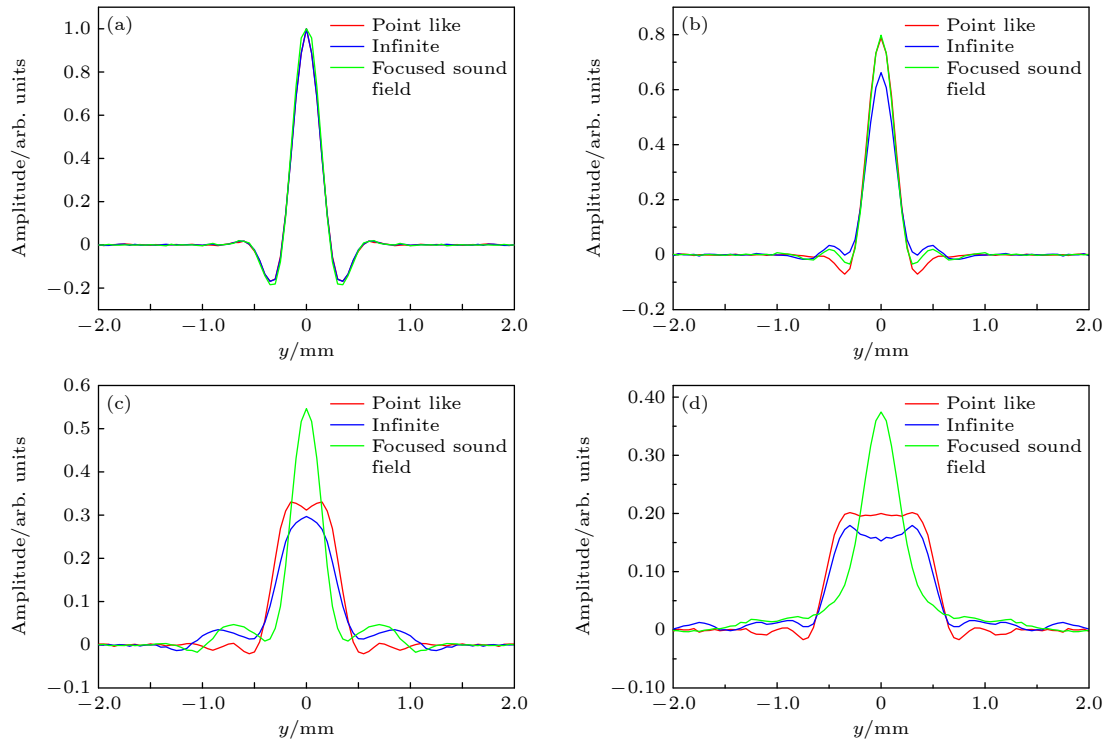 (a)
Point like
Infinite
Focused sound
field
Amplitude/arb. units
1.0
0.8
0.6
0.4
0.2
0
−0.2
−2.0
−1.0
0
1.0
2.0
y/mm
(b)
Point like
Infinite
Focused sound
field
Amplitude/arb. units
0.8
0.6
0.4
0.2
0
−0.2
−2.0
−1.0
0
1.0
2.0
y/mm
(c)
Point like
Infinite
Focused sound
field
Amplitude/arb. units
0.6
0.5
0.4
0.3
0.2
0.1
0
−0.1
−2.0
−1.0
0
1.0
2.0
y/mm
(d)
Point like
Infinite
Focused sound
field
Amplitude/arb. units
0.40
0.30
0.20
0.10
0
−0.10
−2.0
−1.0
0
1.0
2.0
y/mm